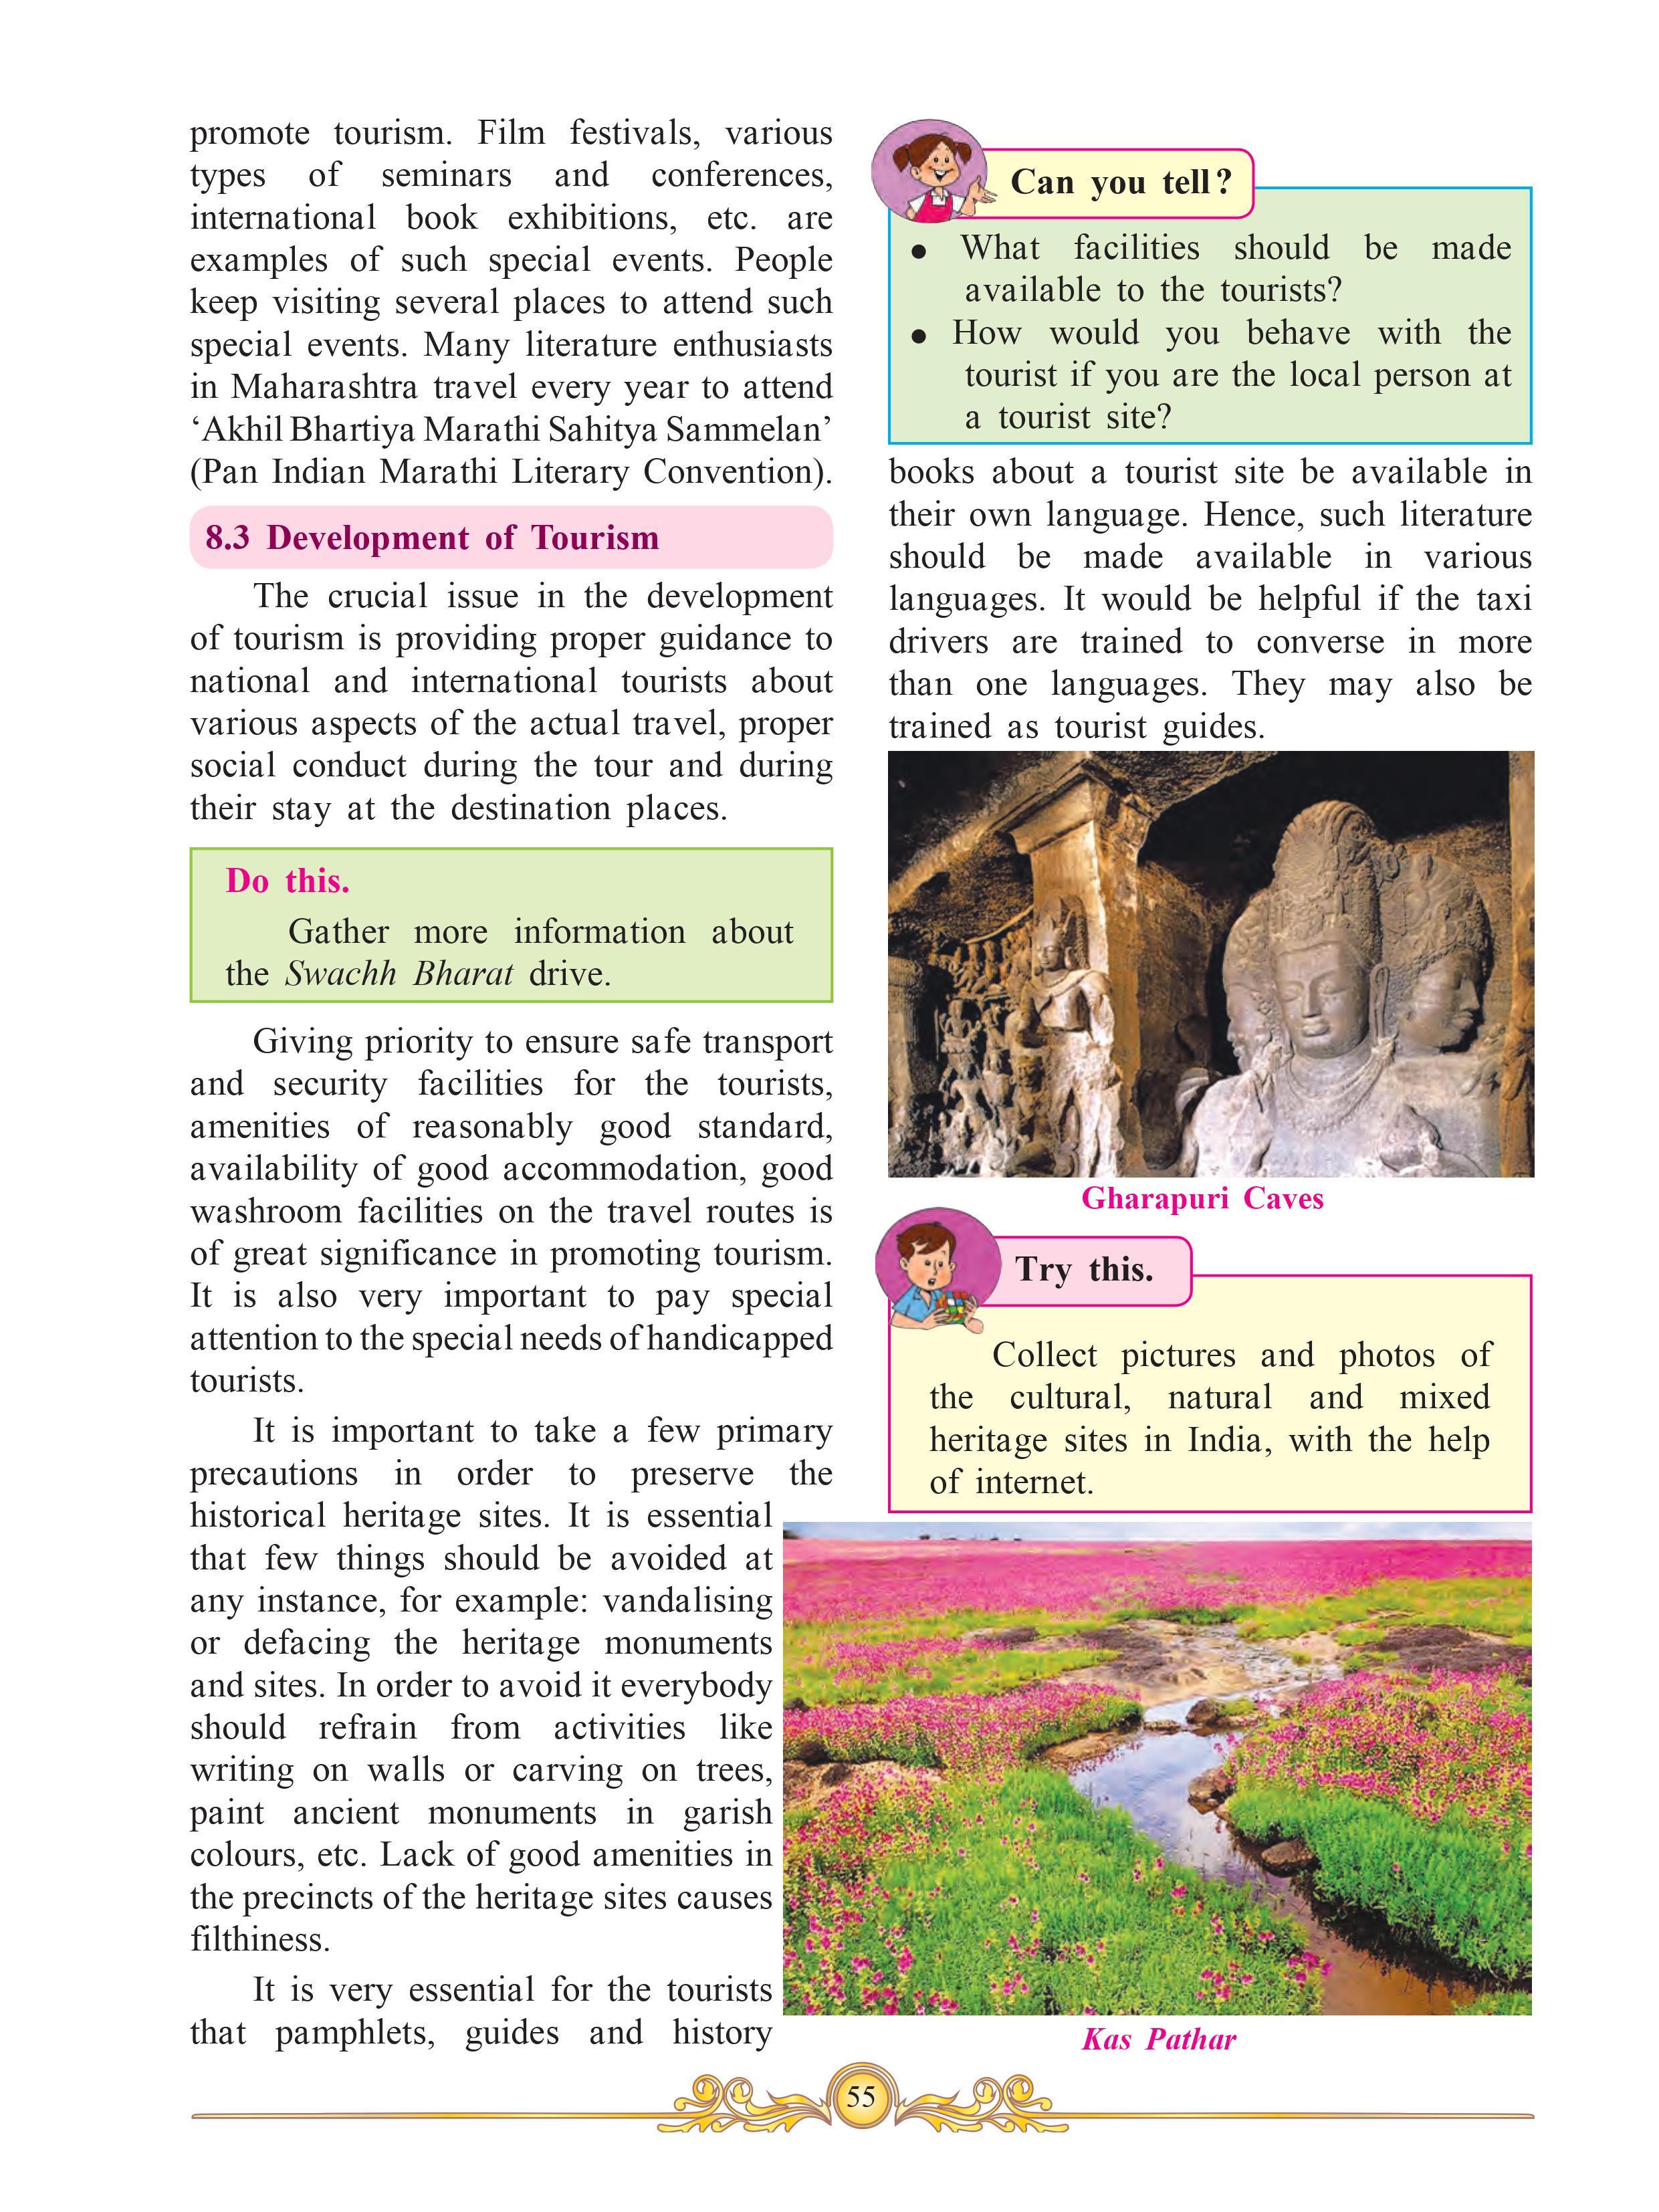 promote tourism. Film festivals, various
types of seminars and conferences,
international book exhibitions, etc. are
examples of such special events. People
keep visiting several places to attend such
special events. Many literature enthusiasts
in Maharashtra travel every year to attend
‘Akhil Bhartiya Marathi Sahitya Sammelan’
(Pan Indian Marathi Literary Convention).
8.3 Development of Tourism
The crucial issue in the development
of tourism is providing proper guidance to
national and international tourists about
various aspects of the actual travel, proper
social conduct during the tour and during
their stay at the destination places.
Do this.
Gather more information about
the Swachh Bharat drive.
Giving priority to ensure safe transport
and security facilities for the tourists,
amenities of reasonably good standard,
availability of good accommodation, good
washroom facilities on the travel routes is
of great significance in promoting tourism.
It is also very important to pay special
attention to the special needs of handicapped
tourists.
It is important to take a few primary
precautions in order to preserve the
historical heritage sites. It is essential
that few things should be avoided at
any instance, for example: vandalising
or defacing the heritage monuments
and sites. In order to avoid it everybody
should refrain from activities like
writing on walls or carving on trees,
paint ancient monuments in garish
colours, etc. Lack of good amenities in
the precincts of the heritage sites causes
filthiness.
It is very essential for the tourists
that pamphlets, guides and history
Can you tell?
● What facilities should be made
available to the tourists?
● How would you behave with the
tourist if you are the local person at
a tourist site?
books about a tourist site be available in
their own language. Hence, such literature
should be made available in various
languages. It would be helpful if the taxi
drivers are trained to converse in more
than one languages. They may also be
trained as tourist guides.
Gharapuri Caves
Try this.
Collect pictures and photos of
the cultural, natural and mixed
heritage sites in India, with the help
of internet.
Kas Pathar
55